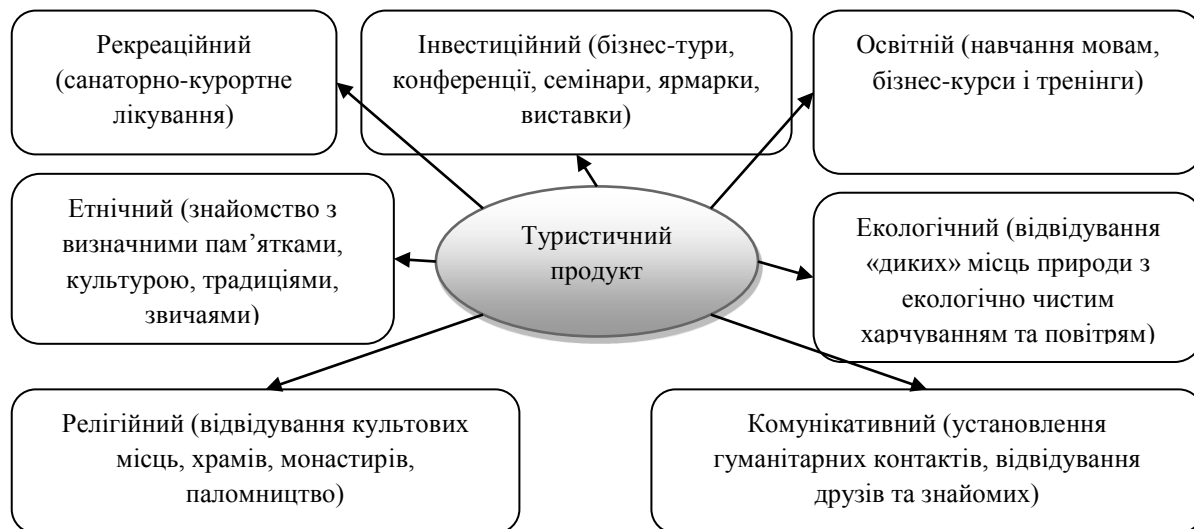 Рекреаційний
(санаторно-курортне
лікування)
Інвестиційний (бізнес-тури,
конференції, семінари, ярмарки,
виставки)
Освітній (навчання мовам,
бізнес-курси і тренінги)
Етнічний (знайомство з
визначними пам’ятками,
культурою, традиціями,
звичаями)
Туристичний
продукт
Екологічний (відвідування
«диких» місць природи з
екологічно чистим
харчуванням та повітрям)
Релігійний (відвідування культових
місць, храмів, монастирів,
паломництво)
Комунікативний (установлення
гуманітарних контактів, відвідування
друзів та знайомих)